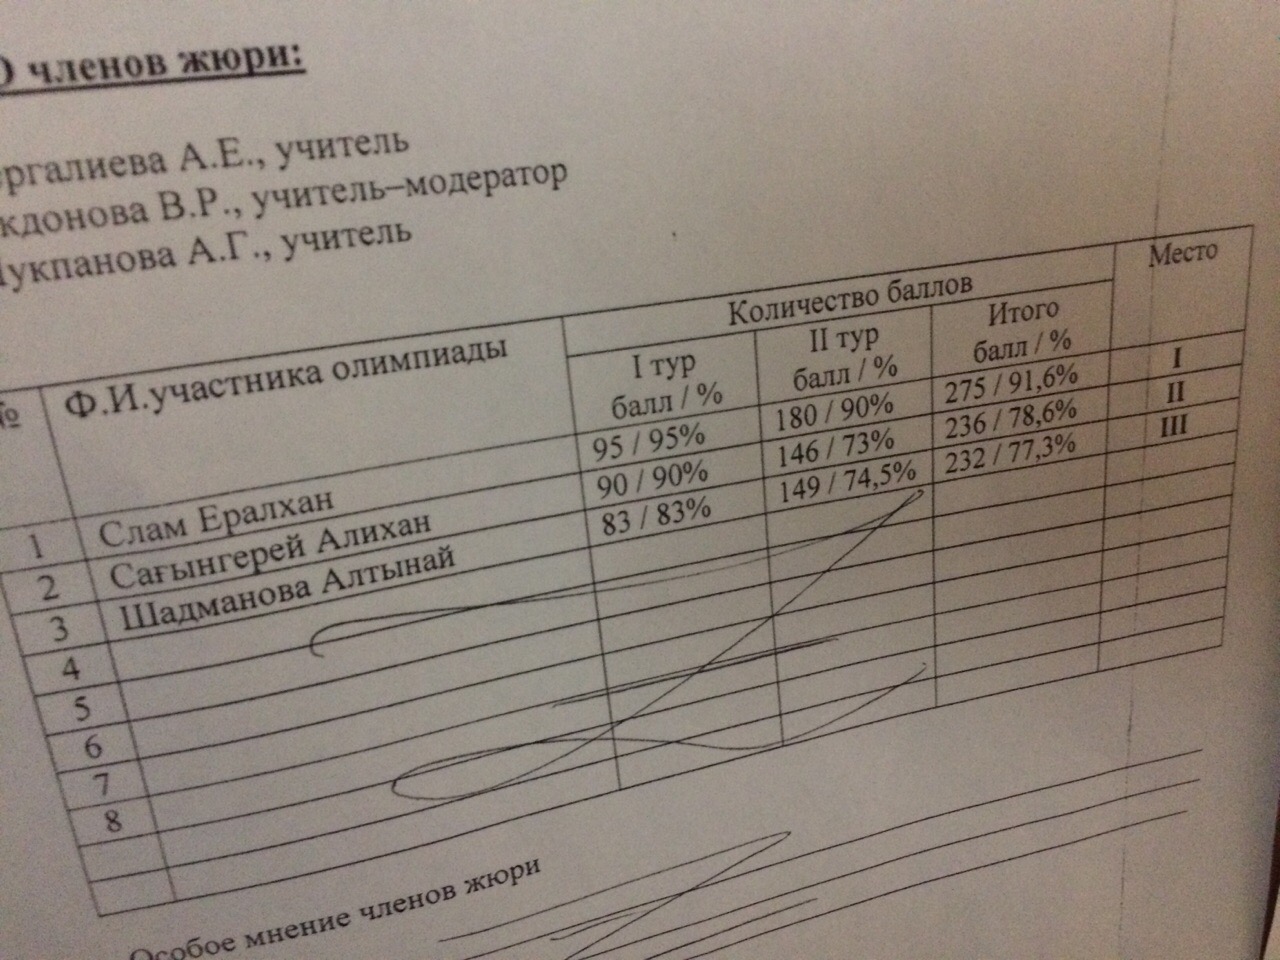 членов жюри:
А.Е., учитель
В.Р., учитель–модератор
А.Г., учитель
№ Ф.И.участника олимпиады Количество баллов Место
I тур балл / % II тур балл / % Итого балл / %
1 Слам Ералхан 95 / 95% 180 / 90% 275 / 91,6% I
2 Сағынгерей Алихан 90 / 90% 146 / 73% 236 / 78,6% II
3 Шадманова Алтынай 83 / 83% 149 / 74,5% 232 / 77,3% III
4
5
6
7
8
Особое мнение членов жюри